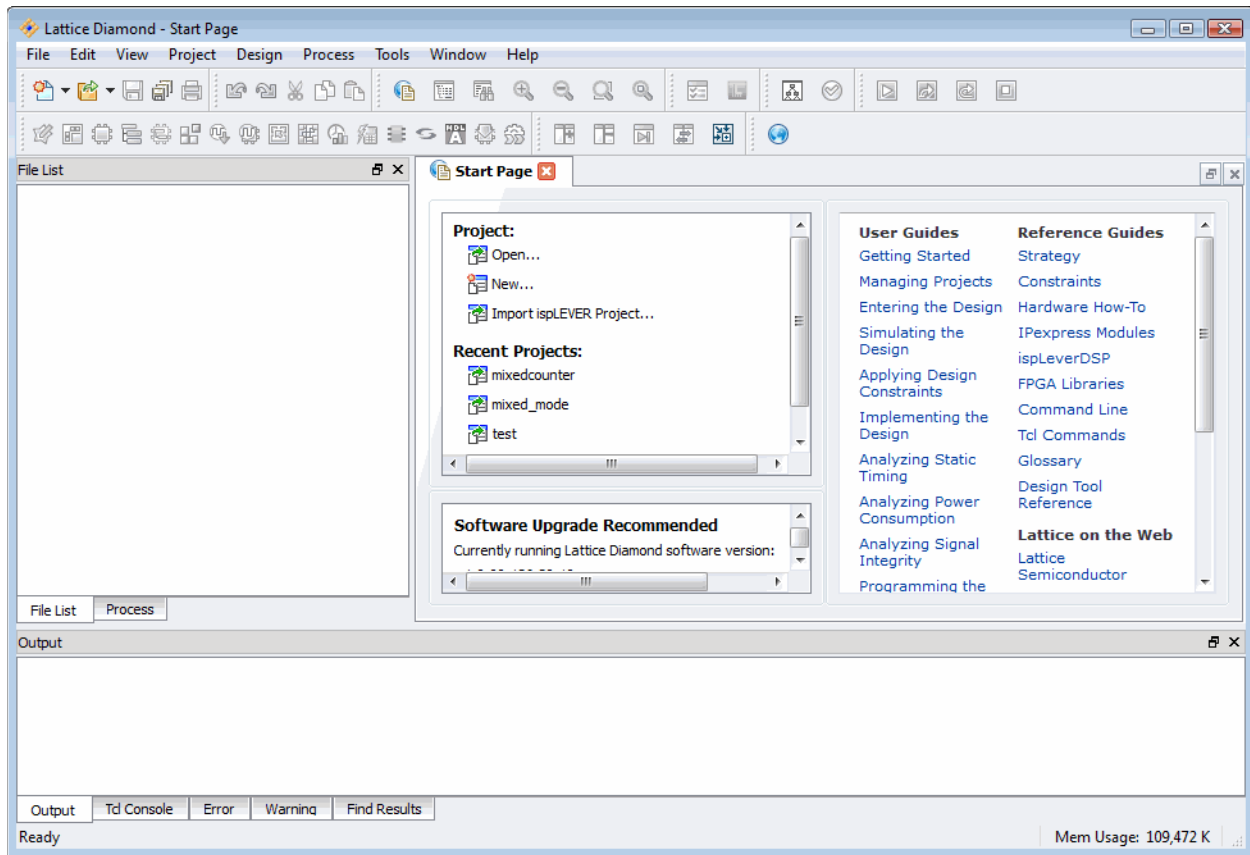 Lattice Diamond - Start Page
File Edit View Project Design Process Tools Window Help
File List
Start Page
Project:
Open...
New...
Import ispLEVER Project...
Recent Projects:
mixedcounter
mixed_mode
test
Software Upgrade Recommended
Currently running Lattice Diamond software version:
User Guides
Getting Started
Managing Projects
Entering the Design
Simulating the
Design
Applying Design
Constraints
Implementing the
Design
Analyzing Static
Timing
Analyzing Power
Consumption
Analyzing Signal
Integrity
Programming the
Reference Guides
Strategy
Constraints
Hardware How-To
IPexpress Modules
ispLeverDSP
FPGA Libraries
Command Line
Tcl Commands
Glossary
Design Tool
Reference
Lattice on the Web
Lattice
Semiconductor
File List Process
Output
Output Tcl Console Error Warning Find Results
Ready Mem Usage: 109,472 K